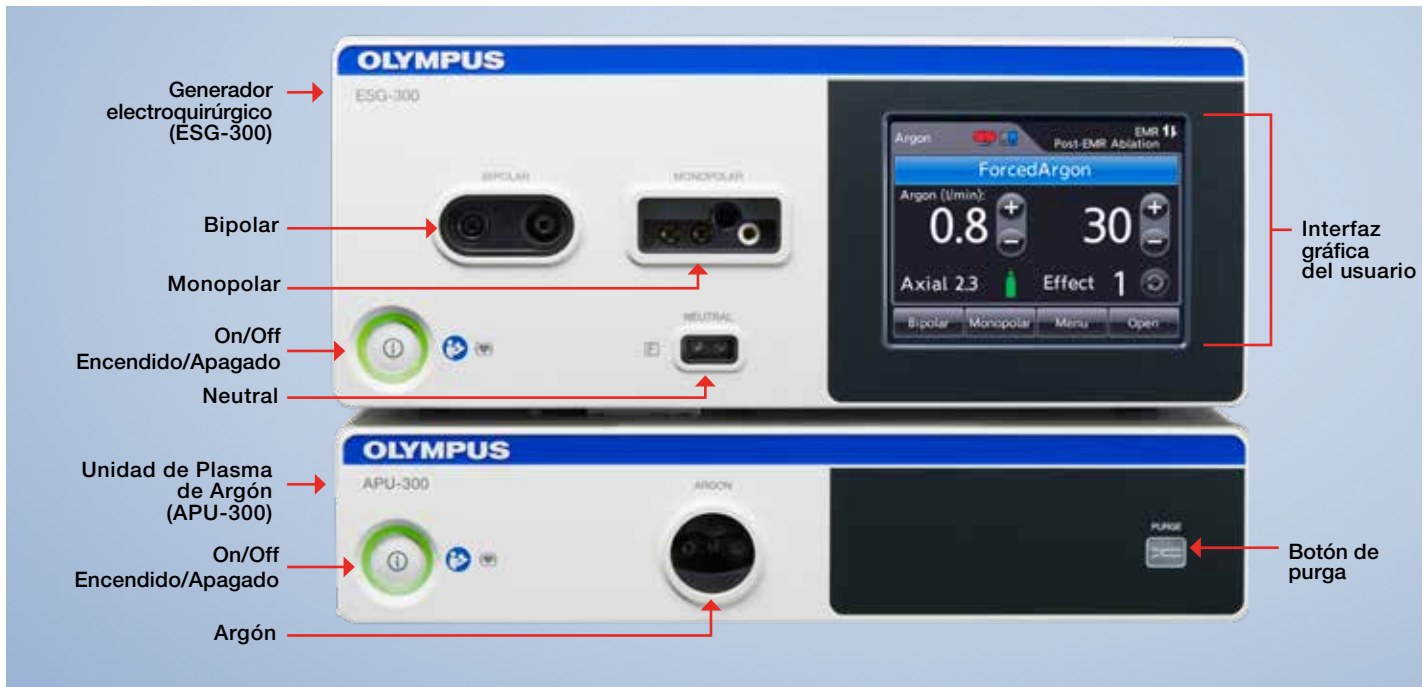 OLYMPUS
ESG-300
Generador
electroquirúrgico
(ESG-300)
BIPOLAR
MONOPOLAR
Bipolar
Monopolar
On/Off
Encendido/Apagado
NEUTRAL
Neutral
Argon
EMR
Post-EMR Ablation
ForcedArgon
Argon (l/min):
0.8
+
-
30
+
-
Axial 2.3
Effect 1
Bipolar Monopolar Menu Open
Interfaz
gráfica
del usuario
OLYMPUS
APU-300
Unidad de Plasma
de Argón
(APU-300)
ARGON
On/Off
Encendido/Apagado
Argón
PURGE
Botón de
purga